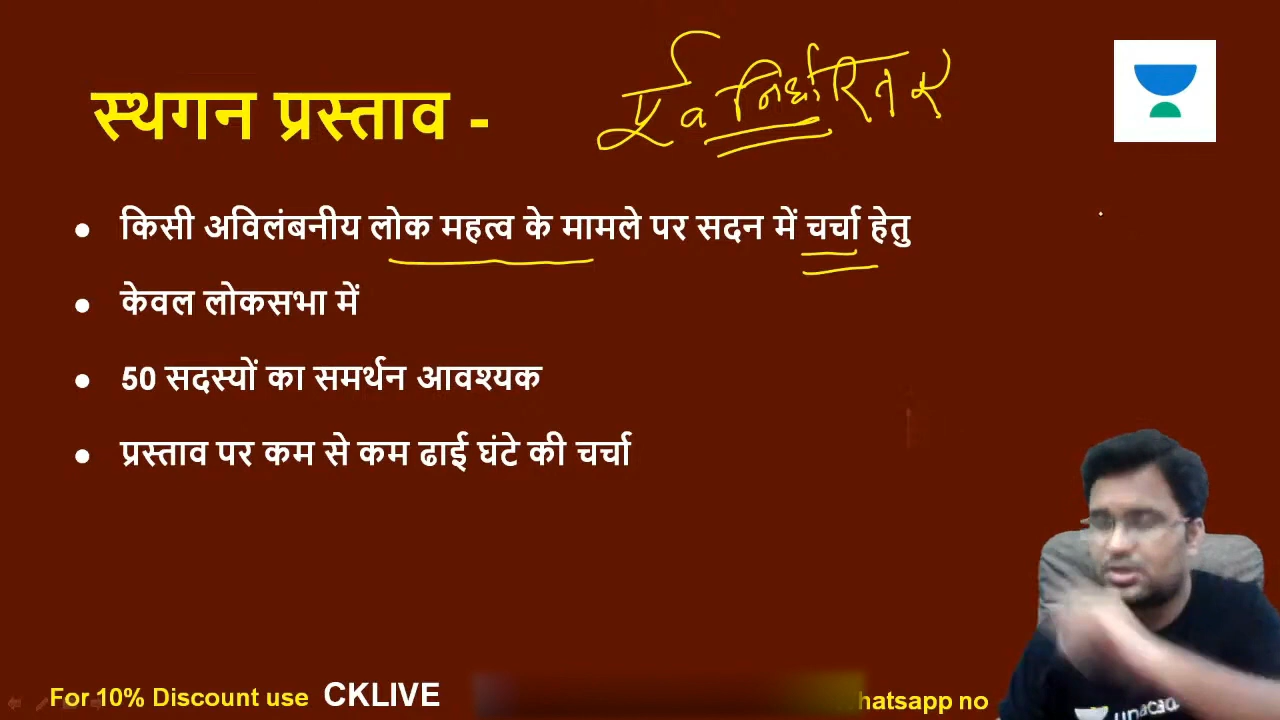 स्थगन प्रस्ताव -
पूर्व निर्धारित
किसी अविलंबनीय लोक महत्व के मामले पर सदन में चर्चा हेतु
केवल लोकसभा में
50 सदस्यों का समर्थन आवश्यक
प्रस्ताव पर कम से कम ढाई घंटे की चर्चा
For 10% Discount use CKLIVE
hatsapp no
unacad